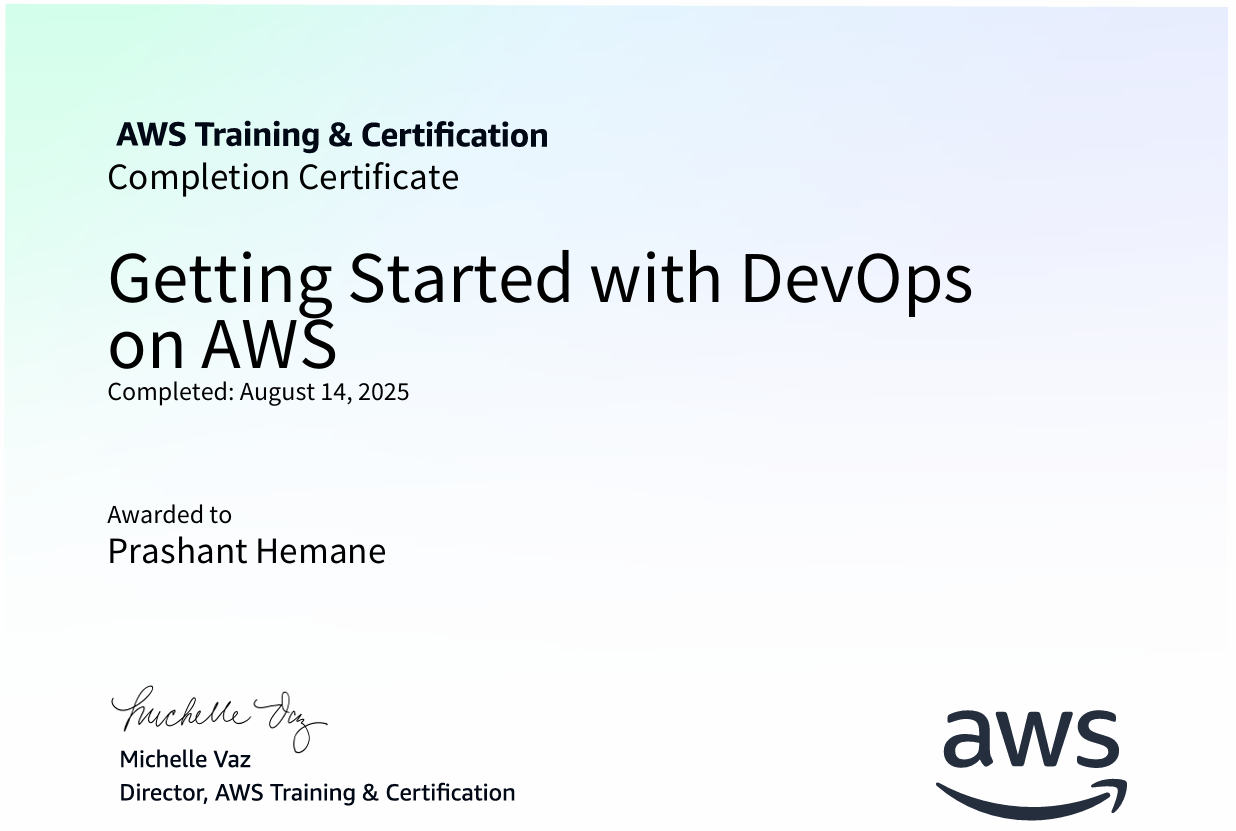 AWS Training & Certification
Completion Certificate
Getting Started with DevOps
on AWS
Completed: August 14, 2025
Awarded to
Prashant Hemane
Michelle Vaz
Michelle Vaz
Director, AWS Training & Certification
aws